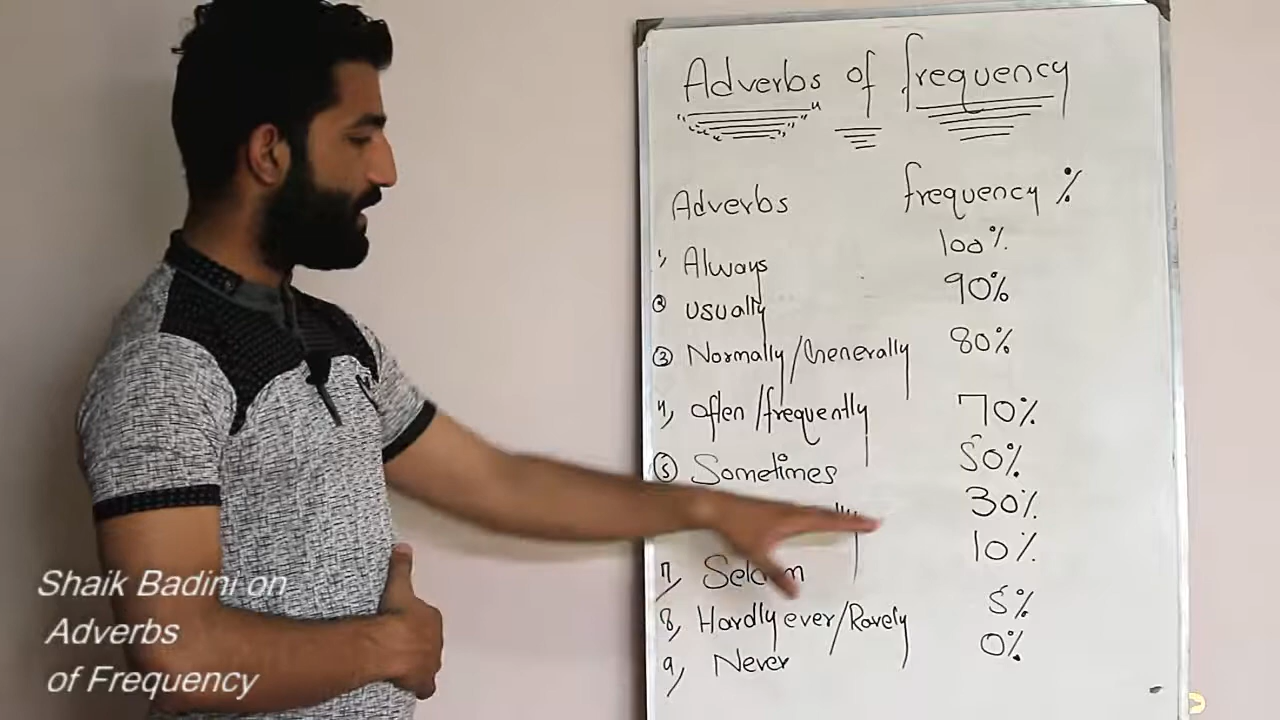 Adverbs of frequency
Adverbs frequency %
1, Always 100%
2 usually 90%
3 Normally/Generally 80%
4, often/frequently 70%
5 Sometimes 50%
30%
7, Seldom 10%
8, Hardly ever/Rarely 5%
9, Never 0%
Shaik Badini on
Adverbs
of Frequency